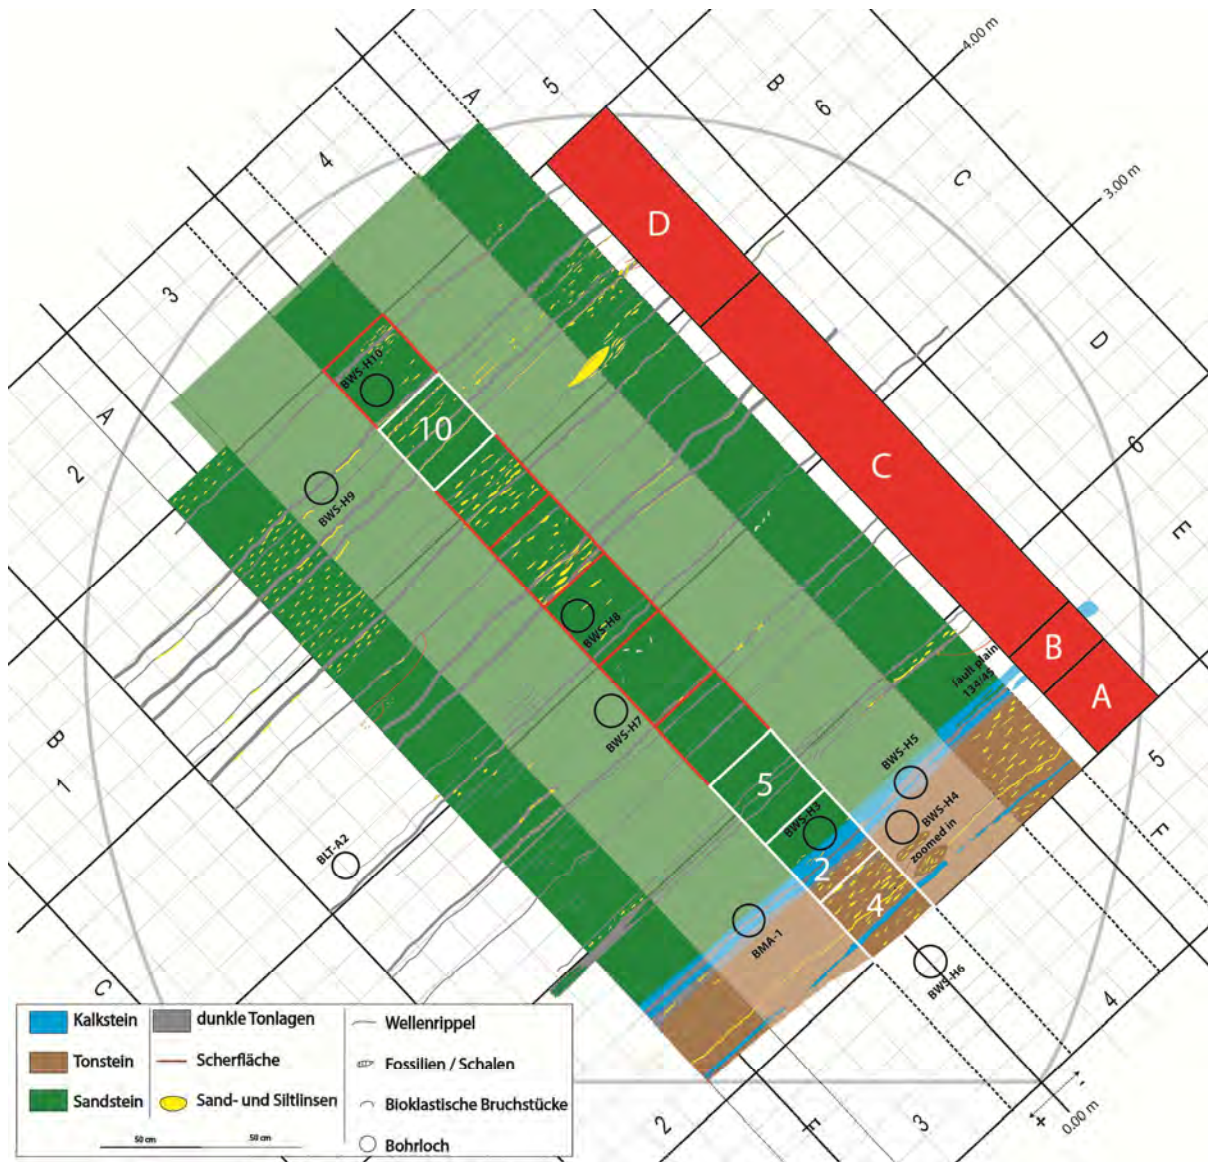 4.00 m
5
B
6
A
C
4
3.00 m
D
3
D
BWS-H10
A
10
6
2
C
E
BWS-H9
BWS-H8
B
fault plain
134/45
A
B
BWS-H7
1
5
BWS-H5
5
BWS-H3
BWS-H4
zoomed in
F
BLT-A2
2
4
BMA-1
BWS-H6
C
4
Kalkstein
dunkle Tonlagen
Wellenrippel
Tonstein
Scherfläche
Fossilien / Schalen
Sandstein
Sand- und Siltlinsen
Bioklastische Bruchstücke
50 cm
50 cm
Bohrloch
2
3
+
-
0.00 m